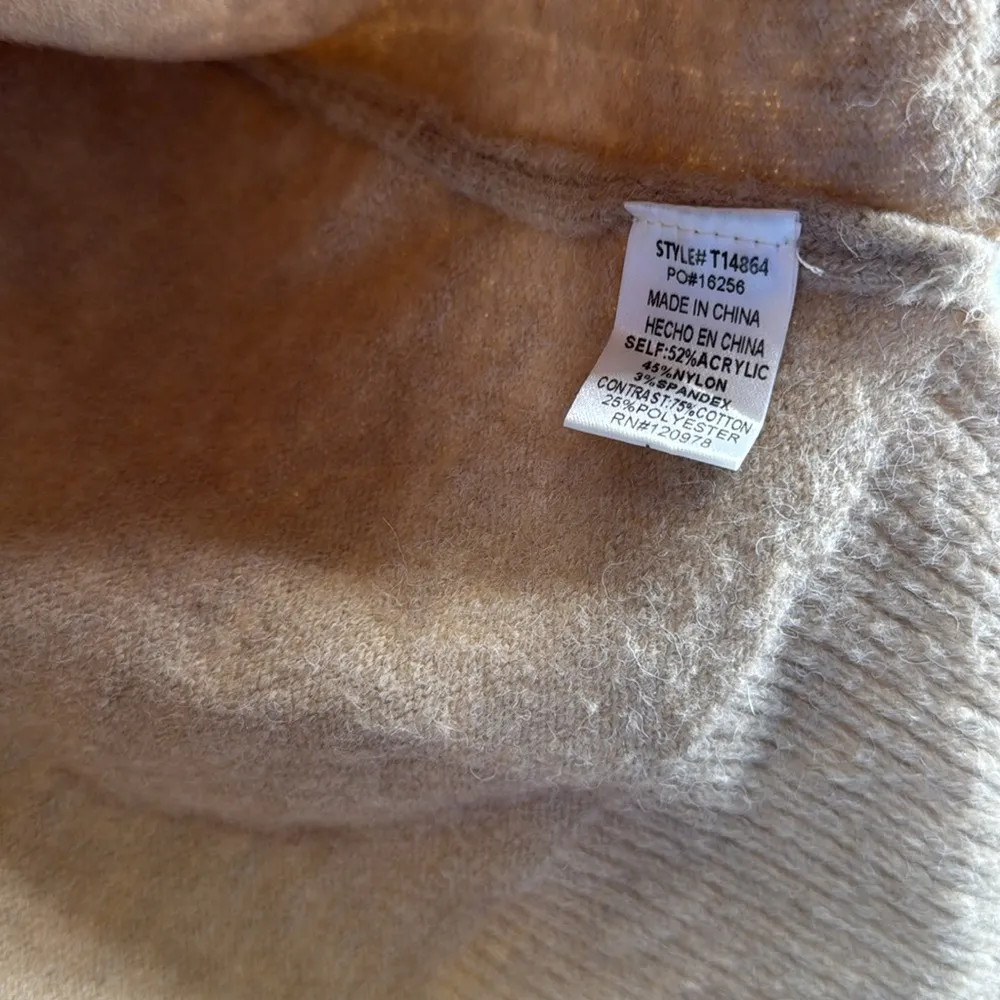 STYLE# T14864
PO#16256
MADE IN CHINA
HECHO EN CHINA
SELF:52%ACRYLIC
45%NYLON
3%SPANDEX
CONTRAST:75%COTTON
25%POLYESTER
RN#120978